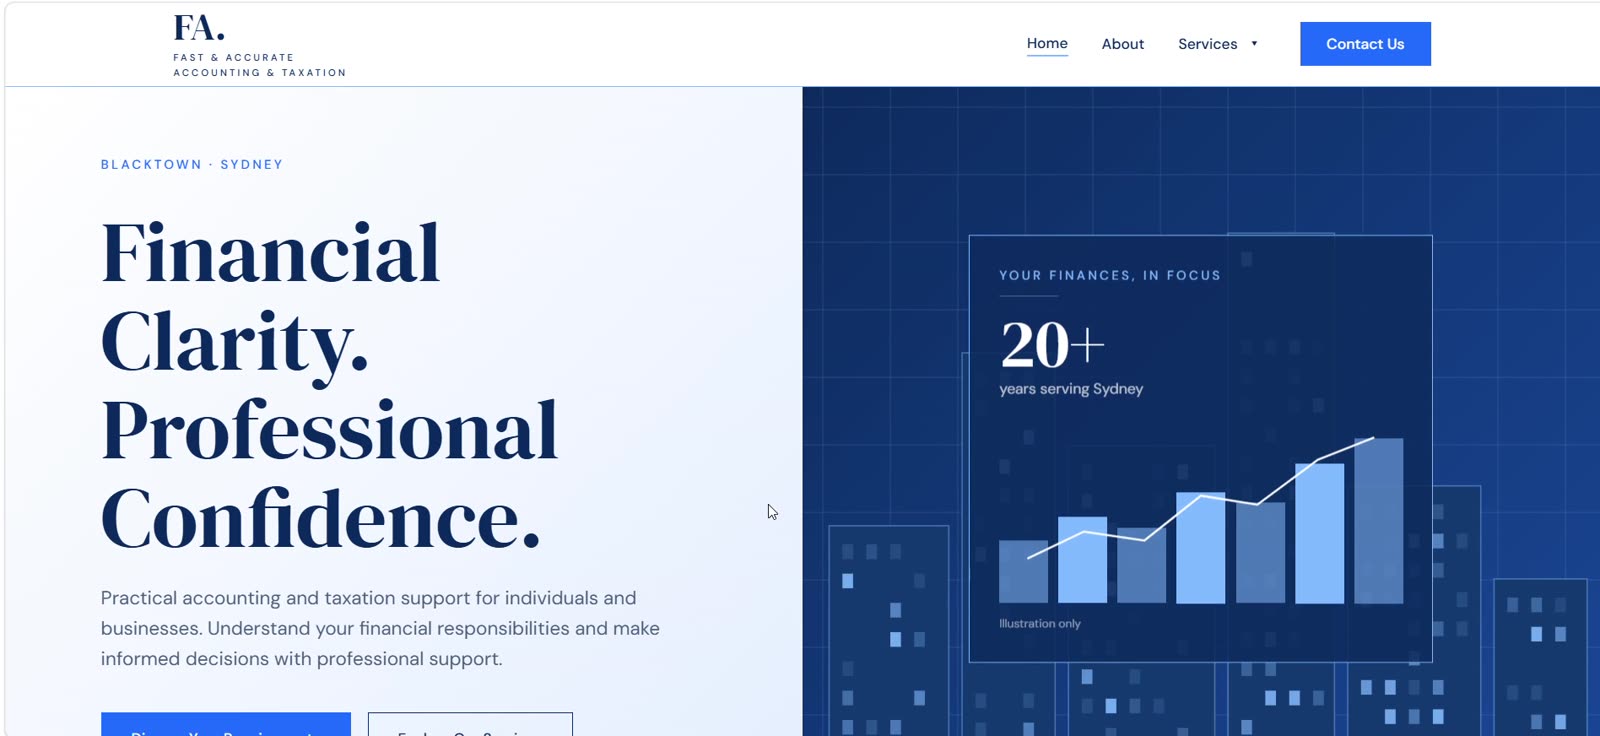 FA.
FAST & ACCURATE
ACCOUNTING & TAXATION
Home
About
Services
Contact Us
BLACKTOWN · SYDNEY
Financial
Clarity.
Professional
Confidence.
Practical accounting and taxation support for individuals and
businesses. Understand your financial responsibilities and make
informed decisions with professional support.
YOUR FINANCES, IN FOCUS
20+
years serving Sydney
Illustration only